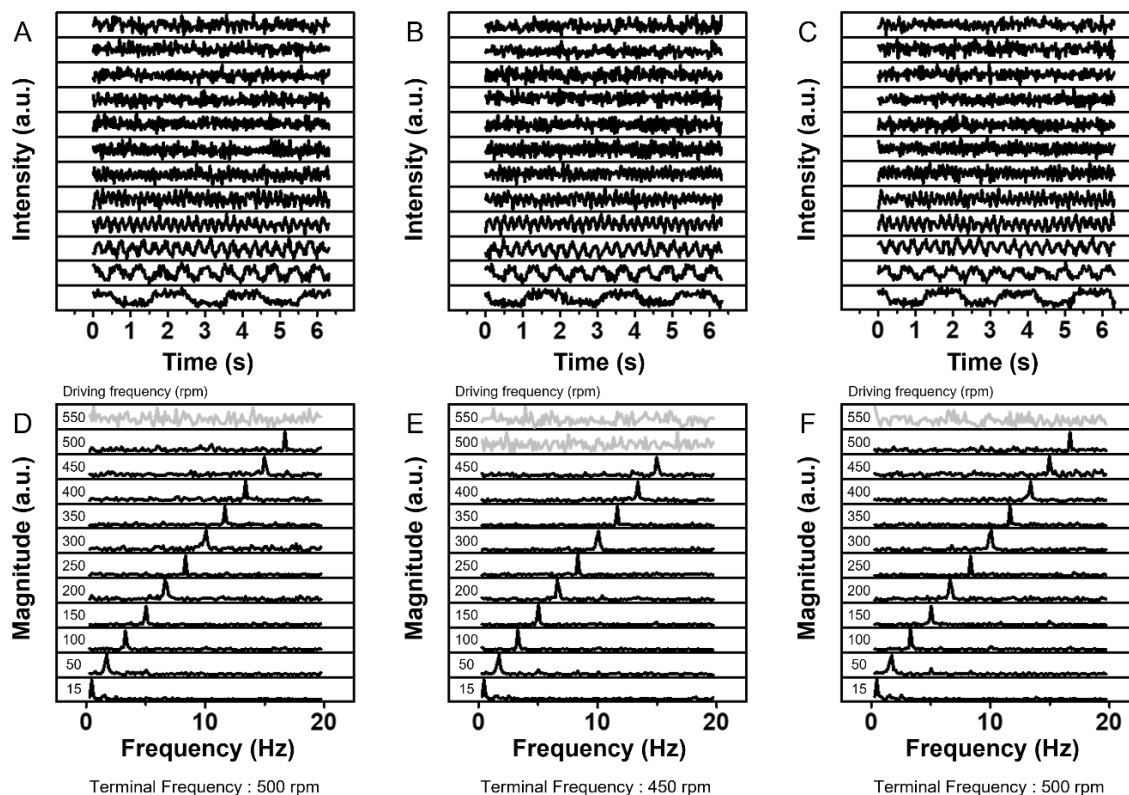 A
B
C
Intensity (a.u.)
Intensity (a.u.)
Intensity (a.u.)
0 1 2 3 4 5 6
0 1 2 3 4 5 6
0 1 2 3 4 5 6
Time (s)
Time (s)
Time (s)
Driving frequency (rpm)
Driving frequency (rpm)
Driving frequency (rpm)
D
E
F
Magnitude (a.u.)
Magnitude (a.u.)
Magnitude (a.u.)
550
500
450
400
350
300
250
200
150
100
50
15
550
500
450
400
350
300
250
200
150
100
50
15
550
500
450
400
350
300
250
200
150
100
50
15
0 10 20
0 10 20
0 10 20
Frequency (Hz)
Frequency (Hz)
Frequency (Hz)
Terminal Frequency : 500 rpm
Terminal Frequency : 450 rpm
Terminal Frequency : 500 rpm